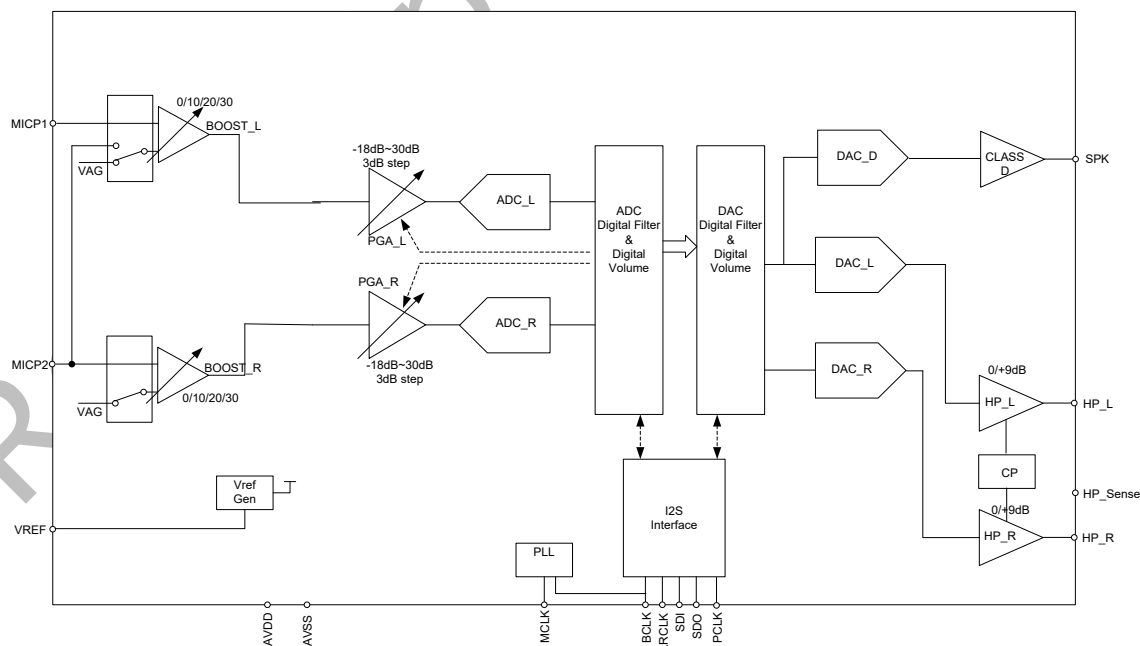 0/10/20/30
MICP1
BOOST_L
VAG
-18dB~30dB
3dB step
PGA_L
ADC_L
ADC
Digital Filter
&
Digital
Volume
DAC
Digital Filter
&
Digital
Volume
DAC_D
CLASS
D
SPK
DAC_L
PGA_R
ADC_R
-18dB~30dB
3dB step
MICP2
BOOST_R
0/10/20/30
VAG
DAC_R
0/+9dB
HP_L
HP_L
CP
HP_Sense
0/+9dB
HP_R
HP_R
Vref
Gen
VREF
I2S
Interface
PLL
AVDD
AVSS
MCLK
BCLK
LRCLK
SDI
SDO
PCLK
R